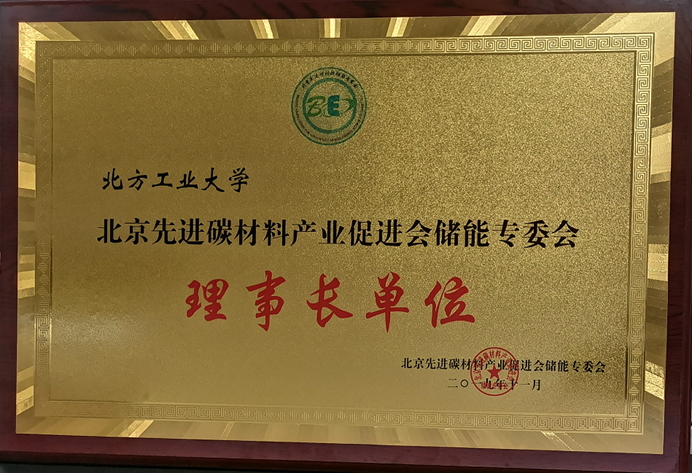 北方工业大学
北京先进碳材料产业促进会储能专委会
理事长单位
北京先进碳材料产业促进会储能专委会
二〇一九年十一月